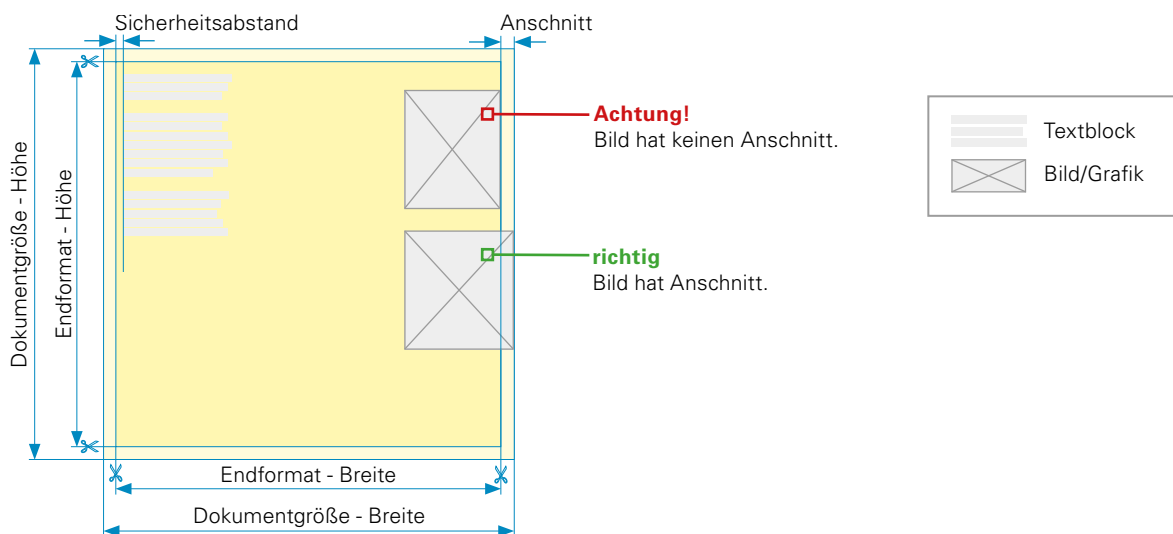 Sicherheitsabstand
Anschnitt
Dokumentgröße - Höhe
Endformat - Höhe
Achtung!
Bild hat keinen Anschnitt.
richtig
Bild hat Anschnitt.
Textblock
Bild/Grafik
Endformat - Breite
Dokumentgröße - Breite